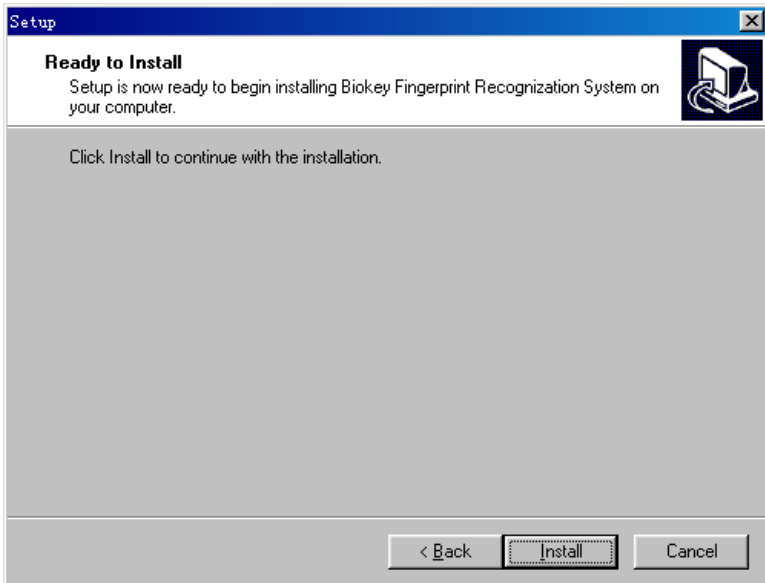 Setup
Ready to Install
Setup is now ready to begin installing Biokey Fingerprint Recognization System on
your computer.
Click Install to continue with the installation.
< Back
Install
Cancel